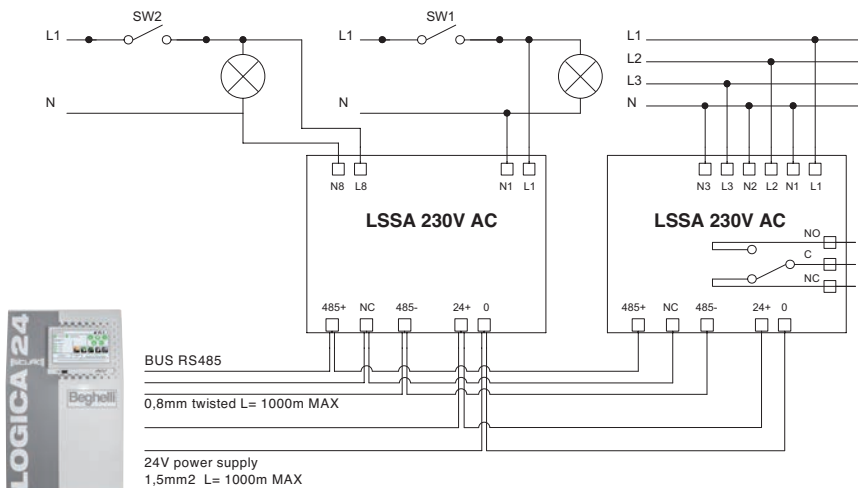 SW2
SW1
L1
L1
L1
L2
L3
N
N
N
N8 L8
N1 L1
N3 L3 N2 L2 N1 L1
LSSA 230V AC
LSSA 230V AC
NO
C
NC
485+ NC 485- 24+ 0
485+ NC 485- 24+ 0
LOGICA 24
Beghelli
BUS RS485
0,8mm twisted L= 1000m MAX
24V power supply
1,5mm2 L= 1000m MAX